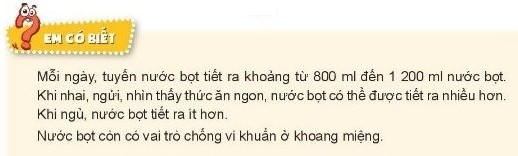 EM CÓ BIẾT
Mỗi ngày, tuyến nước bọt tiết ra khoảng từ 800 ml đến 1 200 ml nước bọt.
Khi nhai, ngửi, nhìn thấy thức ăn ngon, nước bọt có thể được tiết ra nhiều hơn.
Khi ngủ, nước bọt tiết ra ít hơn.
Nước bọt còn có vai trò chống vi khuẩn ở khoang miệng.